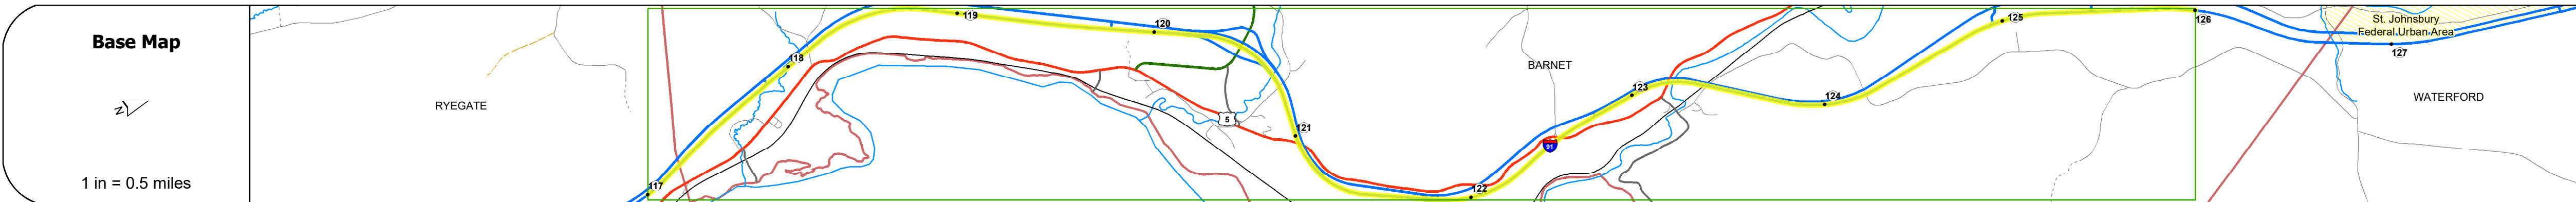 Base Map
N
1 in = 0.5 miles
RYEGATE
117
118
119
120
5
121
122
BARNET
91
123
124
125
126
St. Johnsbury
Federal Urban Area
127
WATERFORD